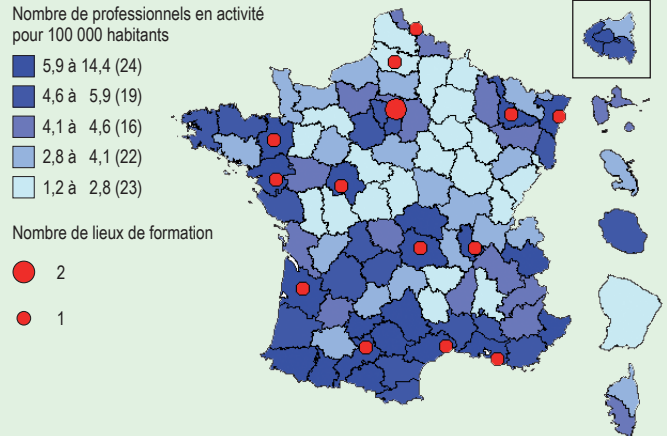 Nombre de professionnels en activité
pour 100 000 habitants
5,9 à 14,4 (24)
4,6 à 5,9 (19)
4,1 à 4,6 (16)
2,8 à 4,1 (22)
1,2 à 2,8 (23)
Nombre de lieux de formation
2
1